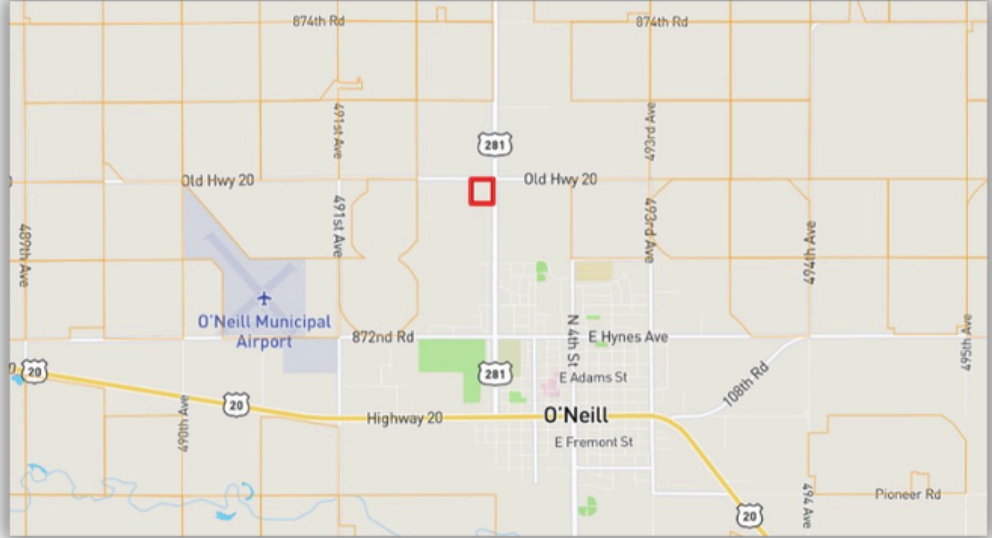 874th Rd
874th Rd
491st Ave
281
493rd Ave
Old Hwy 20
Old Hwy 20
489th Ave
491st Ave
493rd Ave
494th Ave
O'Neill Municipal
Airport
872nd Rd
N 4th St
E Hynes Ave
495th Ave
20
281
E Adams St
108th Rd
20
490th Ave
Highway 20
O'Neill
E Fremont St
494 Ave
Pioneer Rd
20